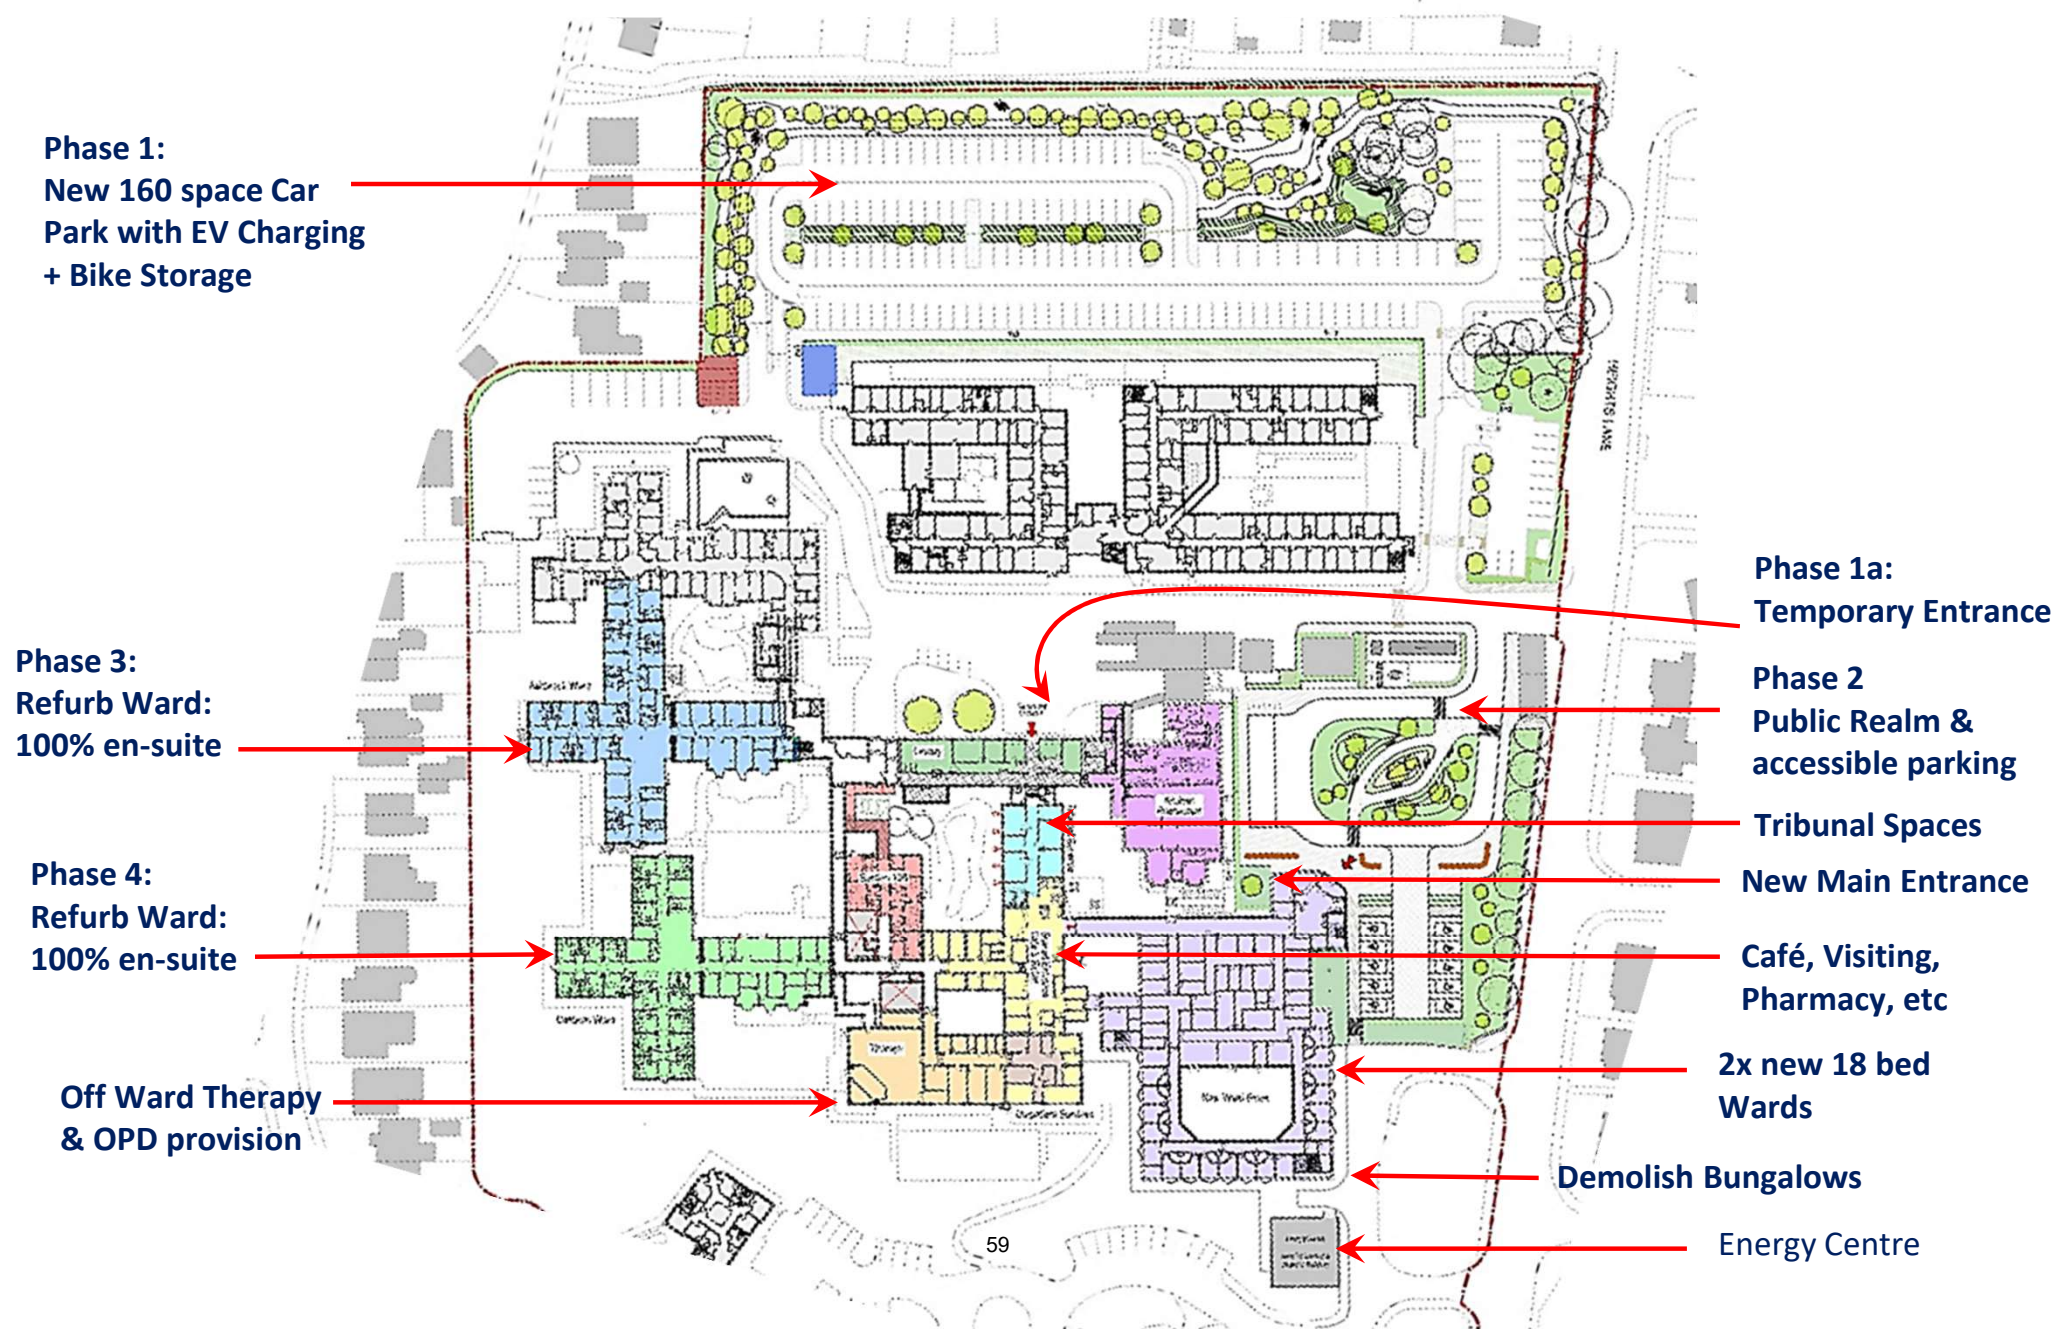 Phase 1:
New 160 space Car
Park with EV Charging
+ Bike Storage
Phase 3:
Refurb Ward:
100% en-suite
Phase 4:
Refurb Ward:
100% en-suite
Off Ward Therapy
& OPD provision
Phase 1a:
Temporary Entrance
Phase 2
Public Realm &
accessible parking
Tribunal Spaces
New Main Entrance
Café, Visiting,
Pharmacy, etc
2x new 18 bed
Wards
Demolish Bungalows
Energy Centre
HEIGHTS LANE
59